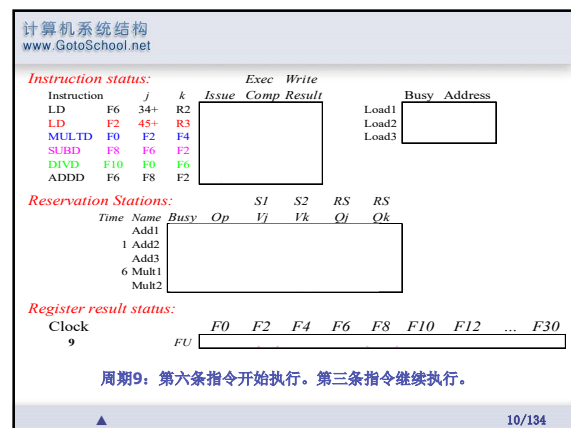 计算机系统结构
www.GotoSchool.net
Instruction status: Exec Write
Instruction j k Issue Comp Result Busy Address
LD F6 34+ R2 Load1
LD F2 45+ R3 Load2
MULTD F0 F2 F4 Load3
SUBD F8 F6 F2
DIVD F10 F0 F6
ADDD F6 F8 F2
Reservation Stations: S1 S2 RS RS
Time Name Busy Op Vj Vk Qj Qk
Add1
1 Add2
Add3
6 Mult1
Mult2
Register result status:
Clock F0 F2 F4 F6 F8 F10 F12 ... F30
9 FU
周期9：第六条指令开始执行。第三条指令继续执行。
▲ 10/134